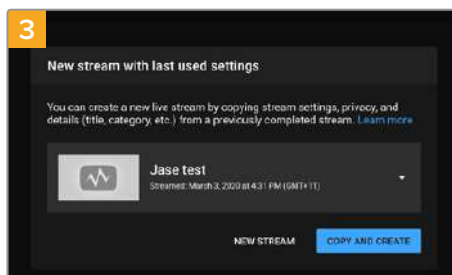 3
New stream with last used settings
You can create a new live stream by copying stream settings, privacy, and
details (title, category, etc.) from a previously completed stream. Learn more
Jase test
Streamed: March 3, 2020 at 4:31 PM (GMT+11)
NEW STREAM COPY AND CREATE